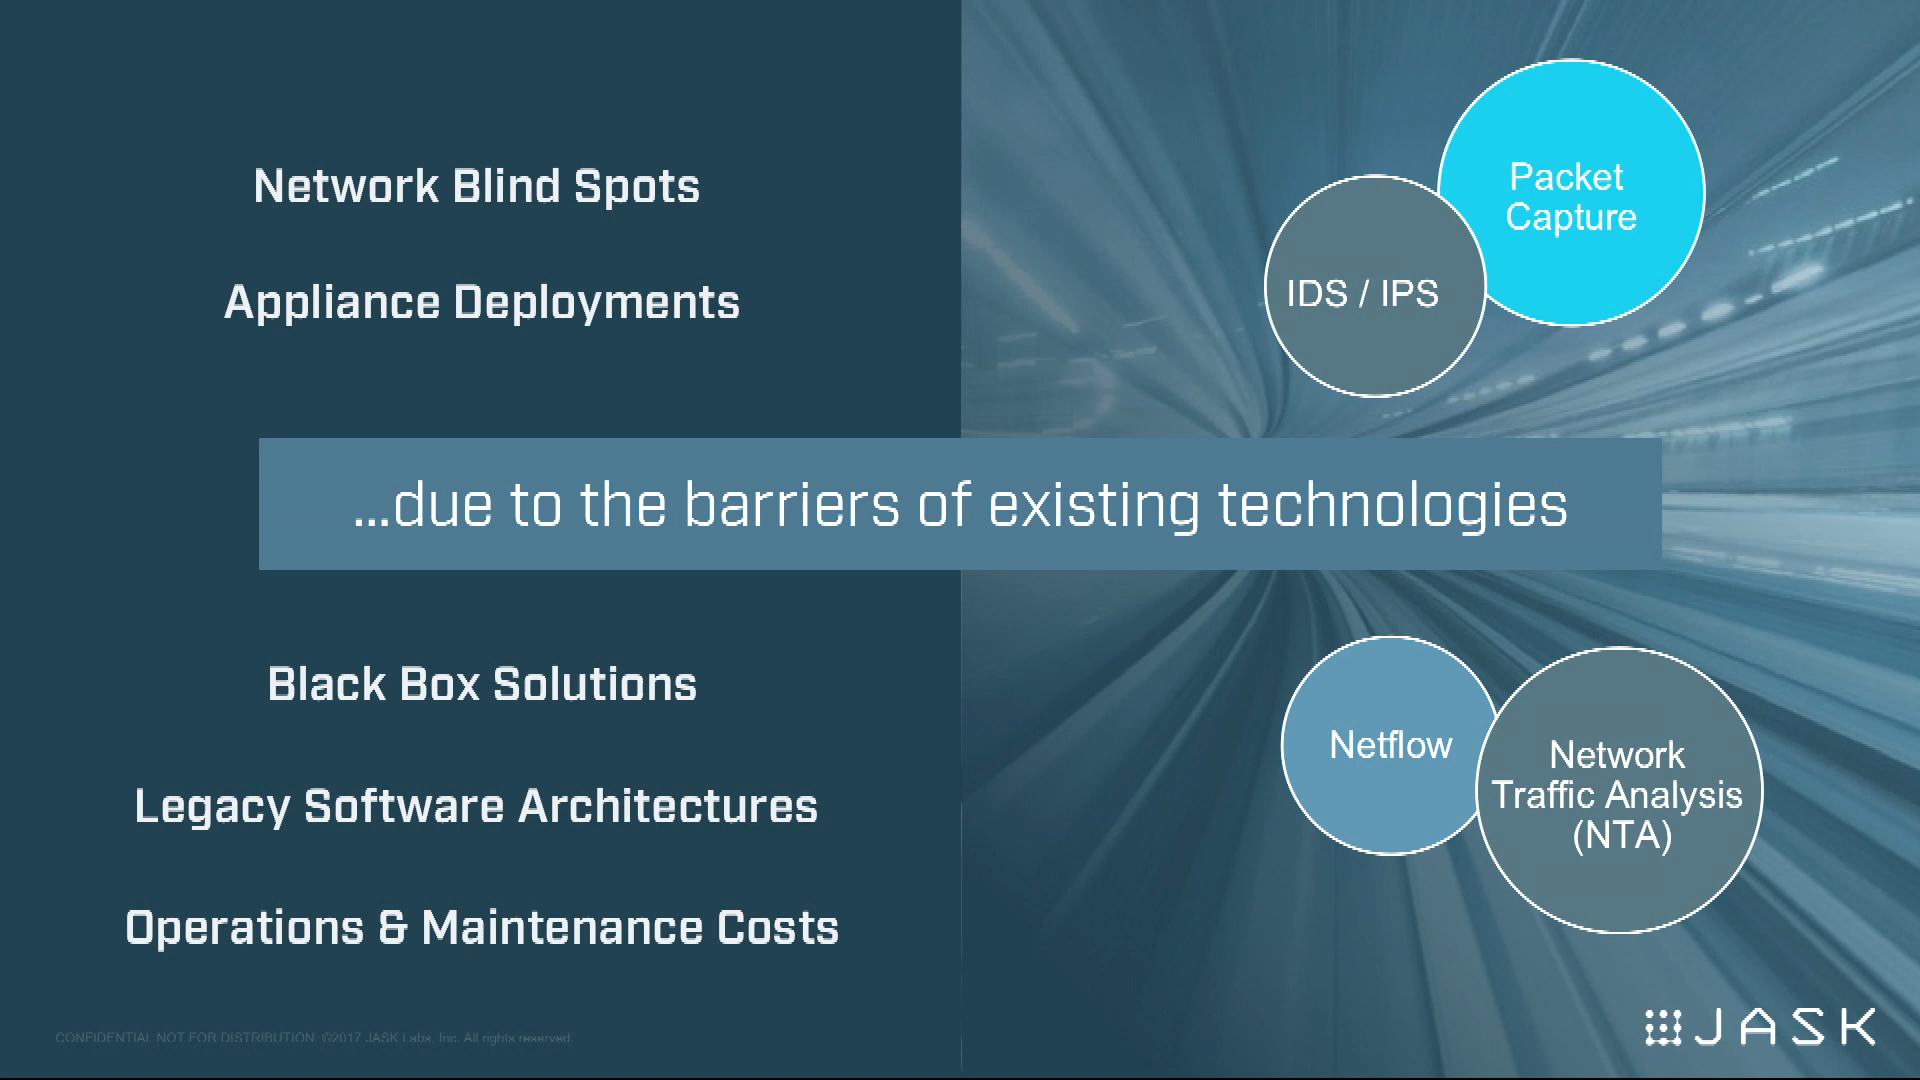 Network Blind Spots
Appliance Deployments
Packet
Capture
IDS / IPS
...due to the barriers of existing technologies
Black Box Solutions
Legacy Software Architectures
Operations & Maintenance Costs
Netflow
Network
Traffic Analysis
(NTA)
CONFIDENTIAL NOT FOR DISTRIBUTION. ©2017 JASK Labs, Inc. All rights reserved.
JASK